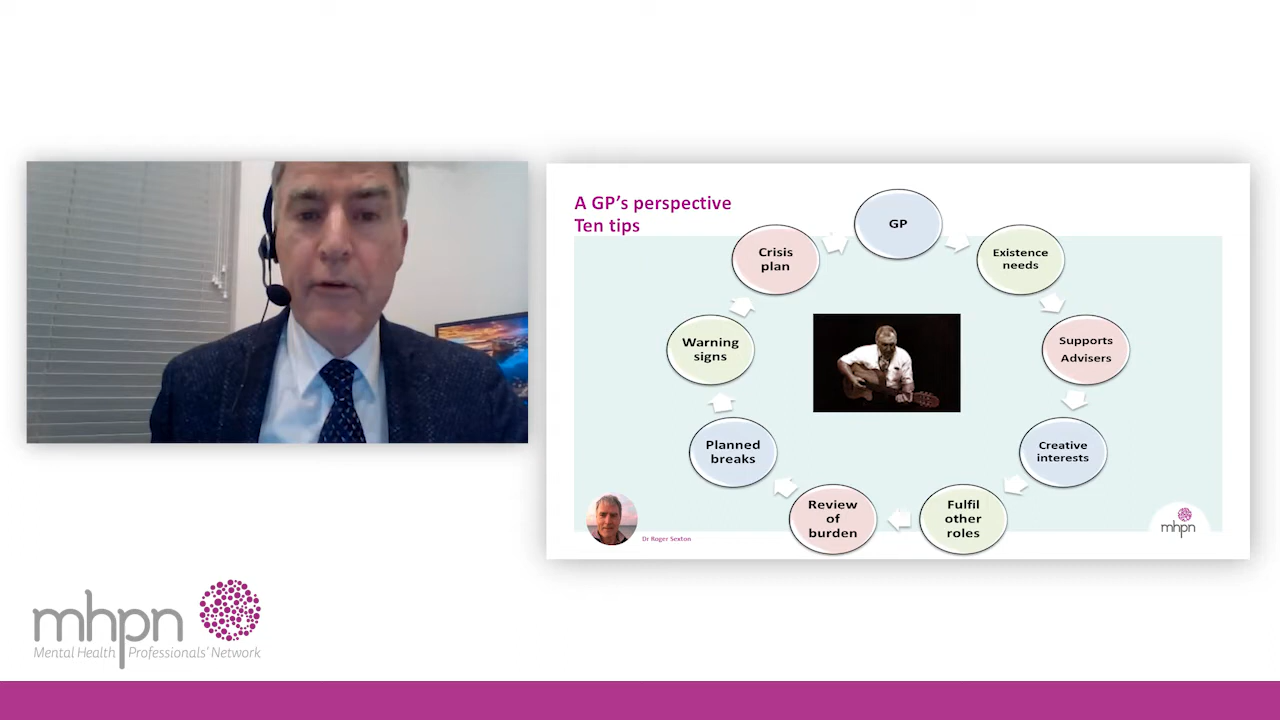 A GP's perspective
Ten tips
GP
Existence
needs
Supports
Advisers
Creative
interests
Fulfil
other
roles
Review
of
burden
Planned
breaks
Warning
signs
Crisis
plan
Dr Roger Sexton
mhpn
mhpn
Mental Health Professionals' Network